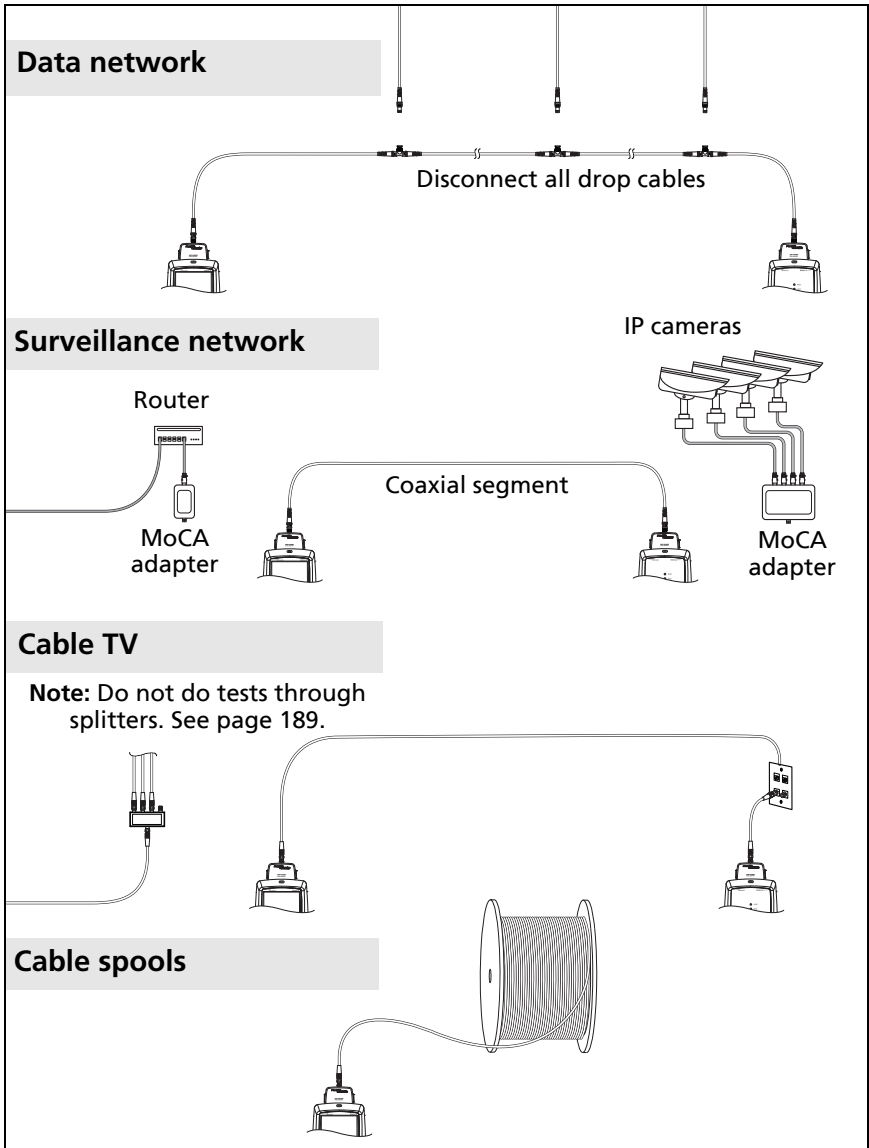 Data network
Disconnect all drop cables
Surveillance network
IP cameras
Router
Coaxial segment
MoCA
adapter
MoCA
adapter
Cable TV
Note: Do not do tests through
splitters. See page 189.
Cable spools